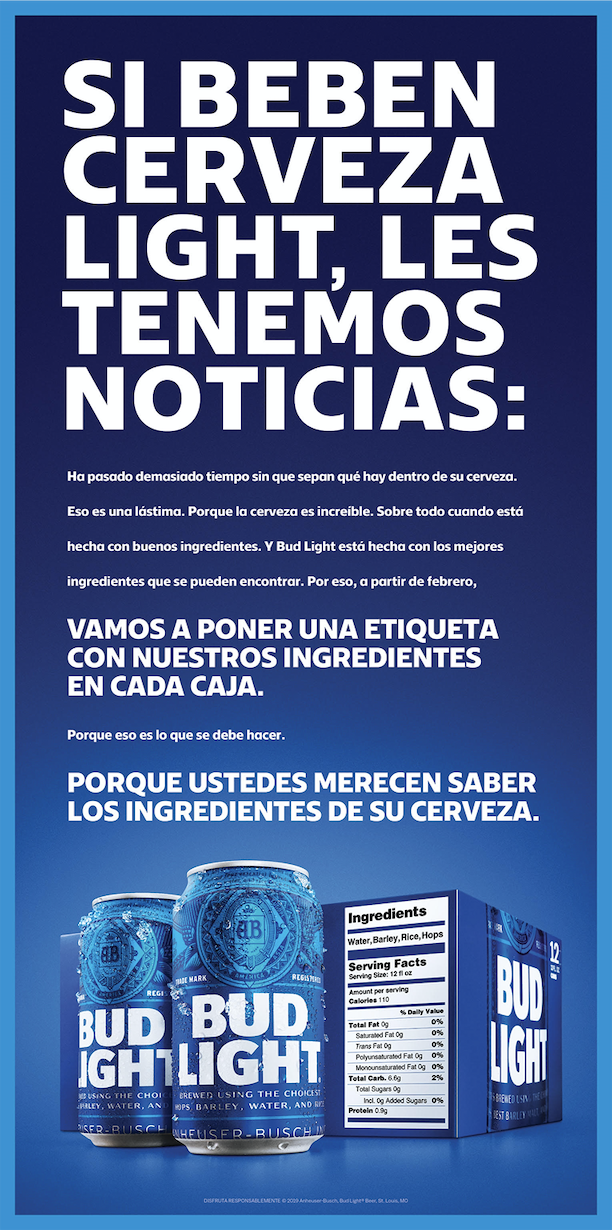 SI BEBEN
CERVEZA
LIGHT, LES
TENEMOS
NOTICIAS:
Ha pasado demasiado tiempo sin que sepan qué hay dentro de su cerveza.
Eso es una lástima. Porque la cerveza es increíble. Sobre todo cuando está
hecha con buenos ingredientes. Y Bud Light está hecha con los mejores
ingredientes que se pueden encontrar. Por eso, a partir de febrero,
VAMOS A PONER UNA ETIQUETA
CON NUESTROS INGREDIENTES
EN CADA CAJA.
Porque eso es lo que se debe hacer.
PORQUE USTEDES MERECEN SABER
LOS INGREDIENTES DE SU CERVEZA.
BUD
IGHT
TRADE MARK
AMERICA
BUD
LIGHT
BREWED USING THE CHOICEST
HOPS BARLEY, WATER, AND
Ingredients
Water, Barley, Rice, Hops
Serving Facts
Serving Size: 12 fl oz
Amount per serving
Calories 110
% Daily Value
Total Fat 0g 0%
Saturated Fat 0g 0%
Trans Fat 0g 0%
Polyunsaturated Fat 0g 0%
Monounsaturated Fat 0g 0%
Total Carb. 6.6g 2%
Total Sugars 0g
Incl. 0g Added Sugars 0%
Protein 0.9g
12
BUD
LIGHT
DISFRUTA RESPONSABLEMENTE © 2019 Anheuser-Busch, Bud Light® Beer, St. Louis, MO